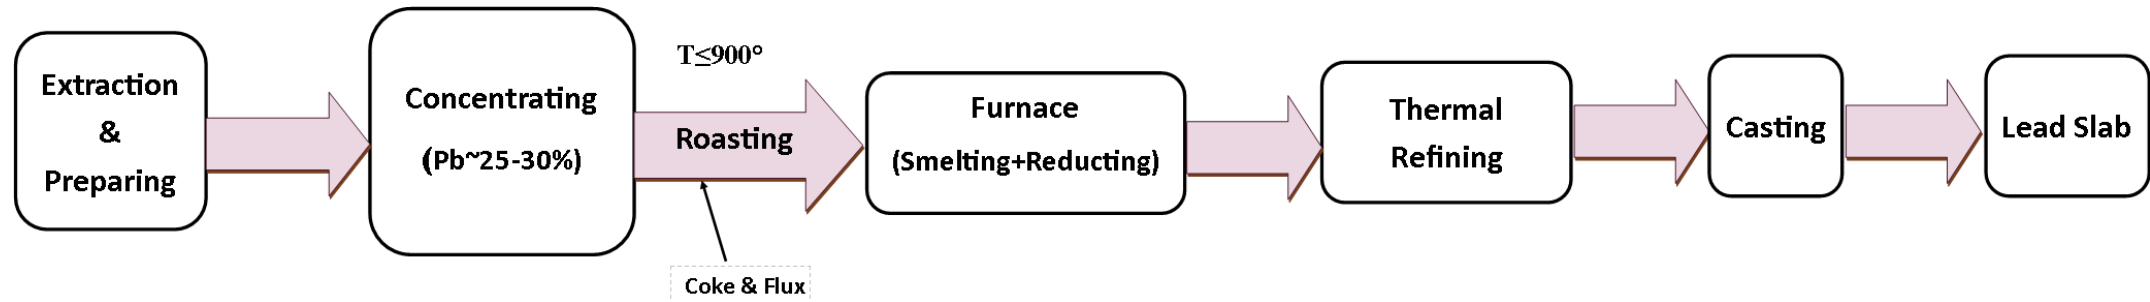 Extraction
&
Preparing
Concentrating
(Pb~25-30%)
T≤900°
Roasting
Coke & Flux
Furnace
(Smelting+Reducting)
Thermal
Refining
Casting
Lead Slab